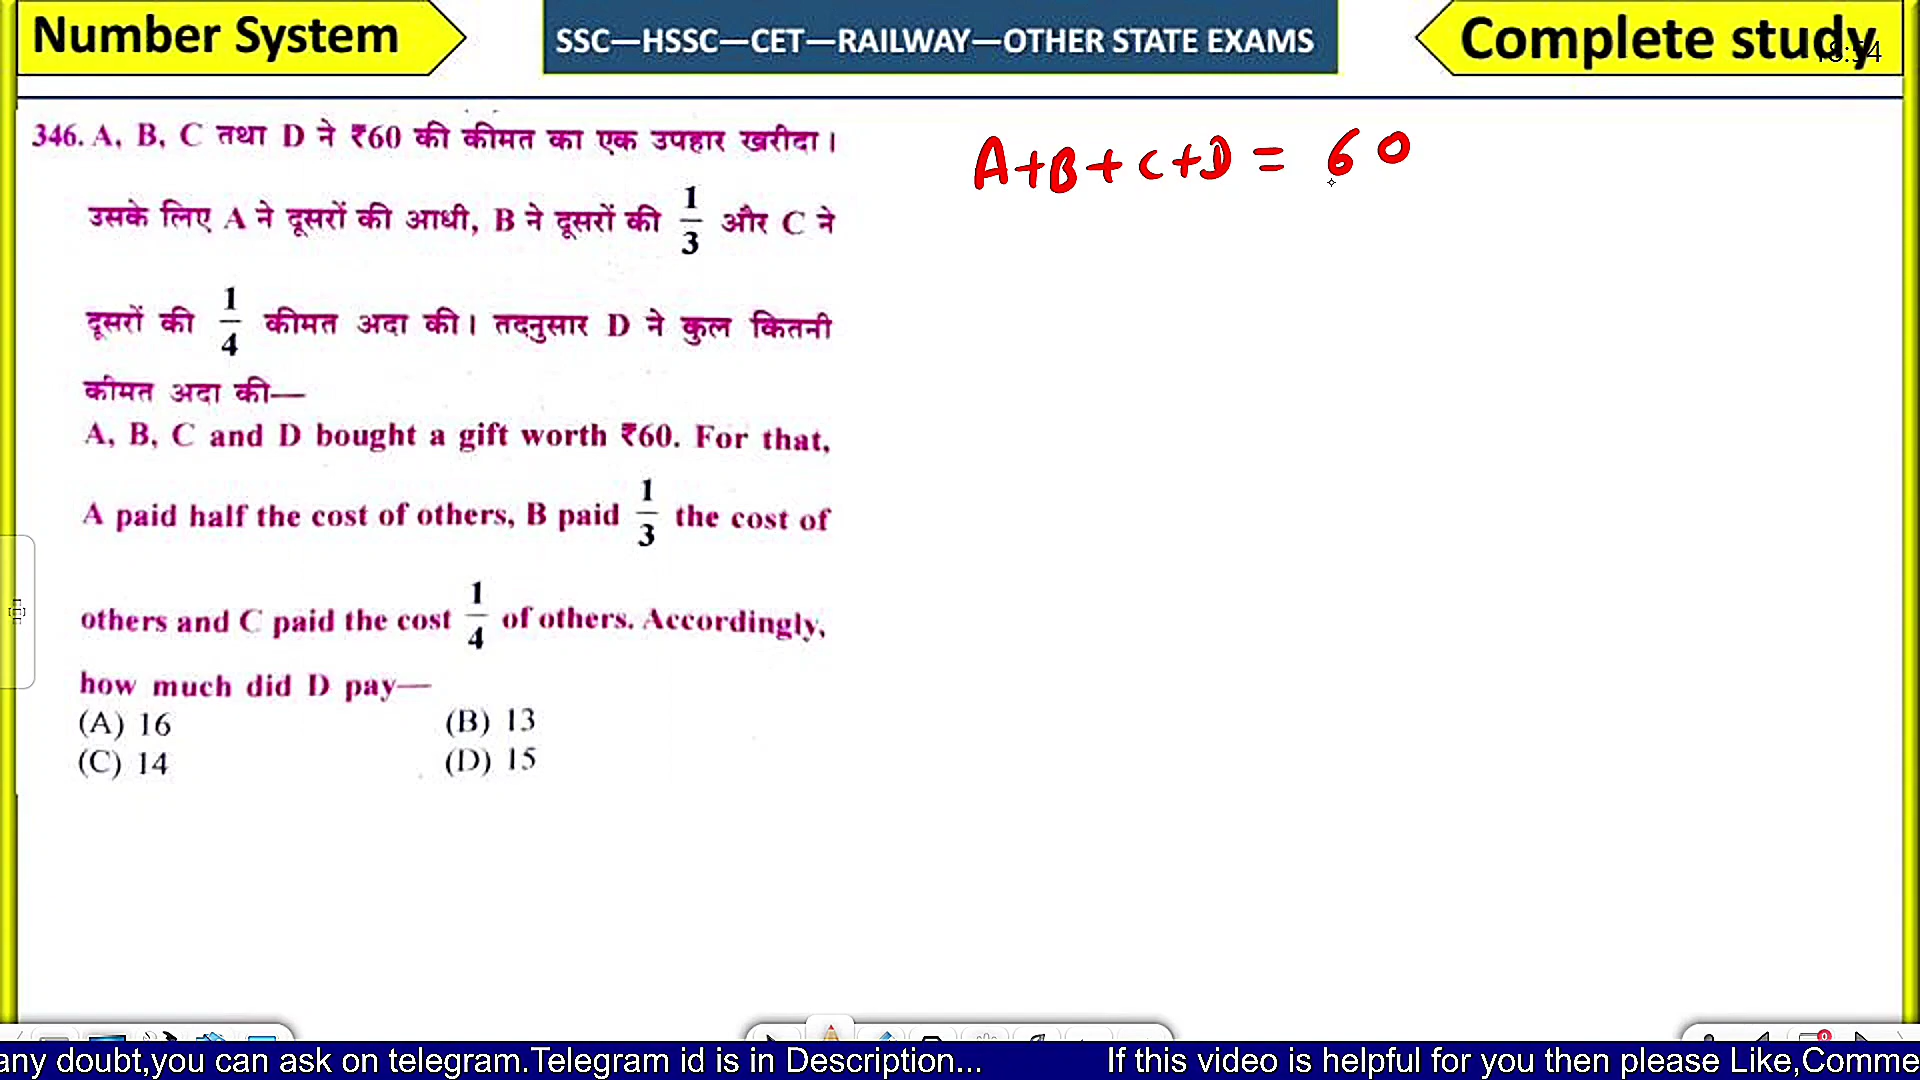 Number System
SSC—HSSC—CET—RAILWAY—OTHER STATE EXAMS
Complete study
18:54
346. A, B, C तथा D ने ₹60 की कीमत का एक उपहार खरीदा।
उसके लिए A ने दूसरों की आधी, B ने दूसरों की 1/3 और C ने
दूसरों की 1/4 कीमत अदा की। तद्नुसार D ने कुल कितनी
कीमत अदा की—
A, B, C and D bought a gift worth ₹60. For that,
A paid half the cost of others, B paid 1/3 the cost of
others and C paid the cost 1/4 of others. Accordingly,
how much did D pay—
(A) 16 (B) 13
(C) 14 (D) 15
A+B+C+D = 60
any doubt,you can ask on telegram.Telegram id is in Description... If this video is helpful for you then please Like,Comme